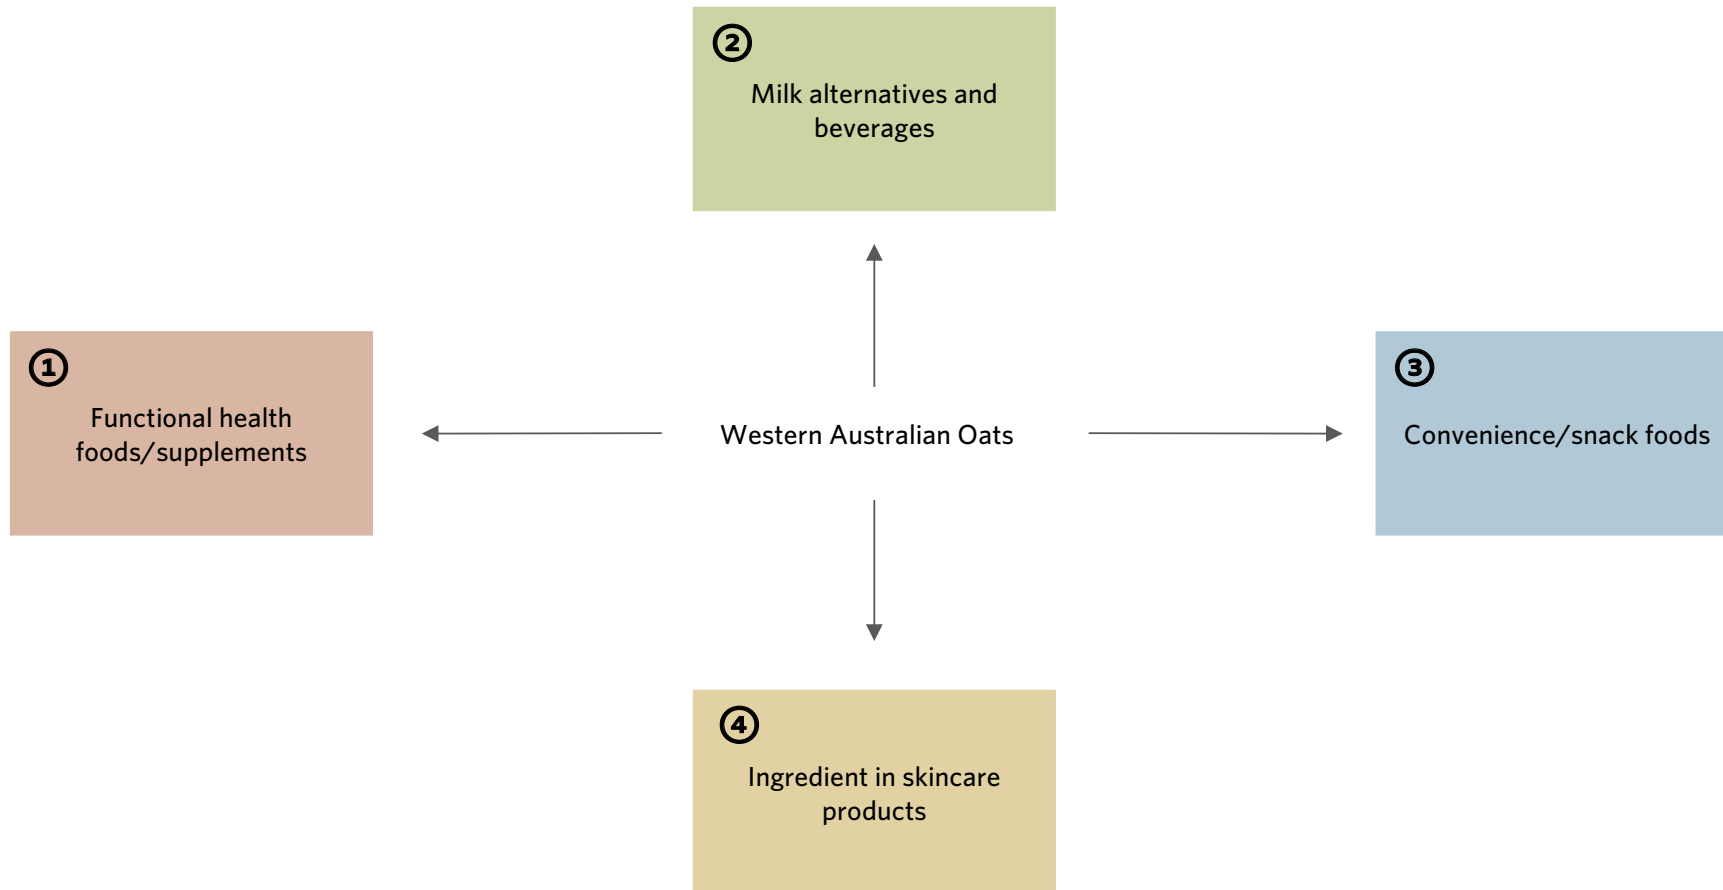 ②
Milk alternatives and
beverages
①
Functional health
foods/supplements
Western Australian Oats
③
Convenience/snack foods
④
Ingredient in skincare
products